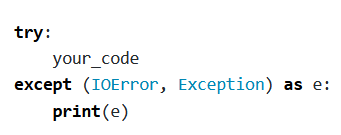 try:
    your_code
except (IOError, Exception) as e:
    print(e)